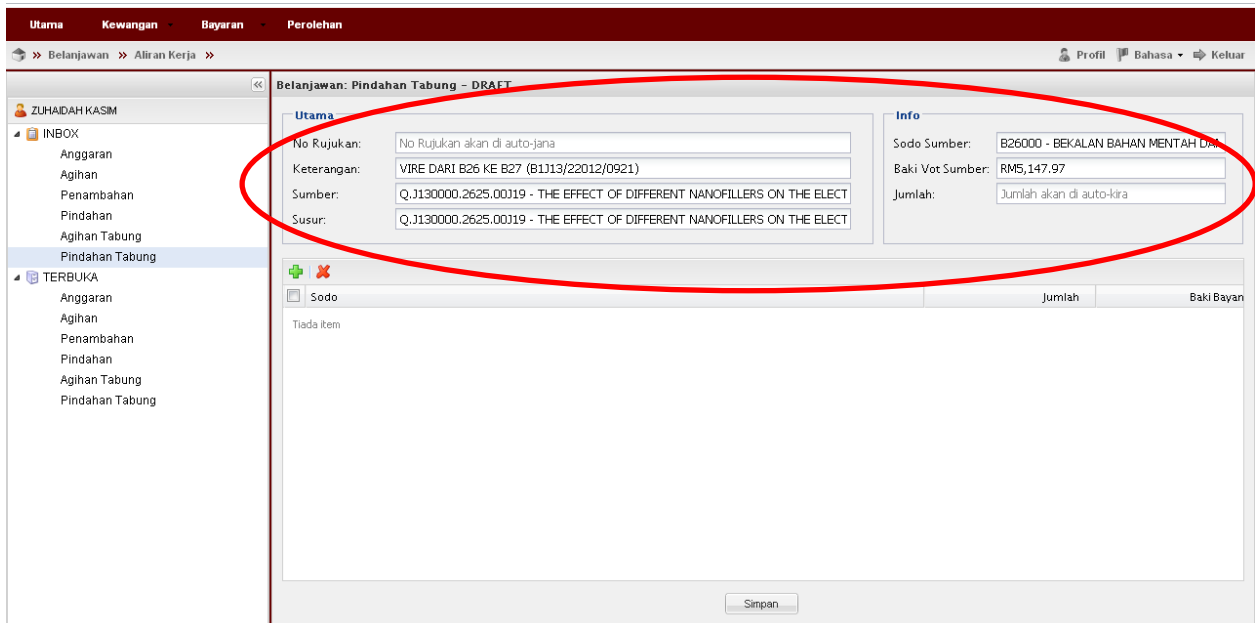 Utama Kewangan Bayaran Perolehan
» Belanjawan » Aliran Kerja »
Profil Bahasa Keluar
ZUHAIDAH KASIM
INBOX
Anggaran
Agihan
Penambahan
Pindahan
Agihan Tabung
Pindahan Tabung
TERBUKA
Anggaran
Agihan
Penambahan
Pindahan
Agihan Tabung
Pindahan Tabung
Belanjawan: Pindahan Tabung - DRAFT
Utama
No Rujukan: No Rujukan akan di auto-jana
Keterangan: VIRE DARI B26 KE B27 (B1J13/22012/0921)
Sumber: Q.J130000.2625.00J19 - THE EFFECT OF DIFFERENT NANOFILLERS ON THE ELECT
Susur: Q.J130000.2625.00J19 - THE EFFECT OF DIFFERENT NANOFILLERS ON THE ELECT
Info
Sodo Sumber: B26000 - BEKALAN BAHAN MENTAH DAN
Baki Vot Sumber: RM5,147.97
Jumlah: Jumlah akan di auto-kira
Sodo Jumlah Baki Bayan
Tiada item
Simpan